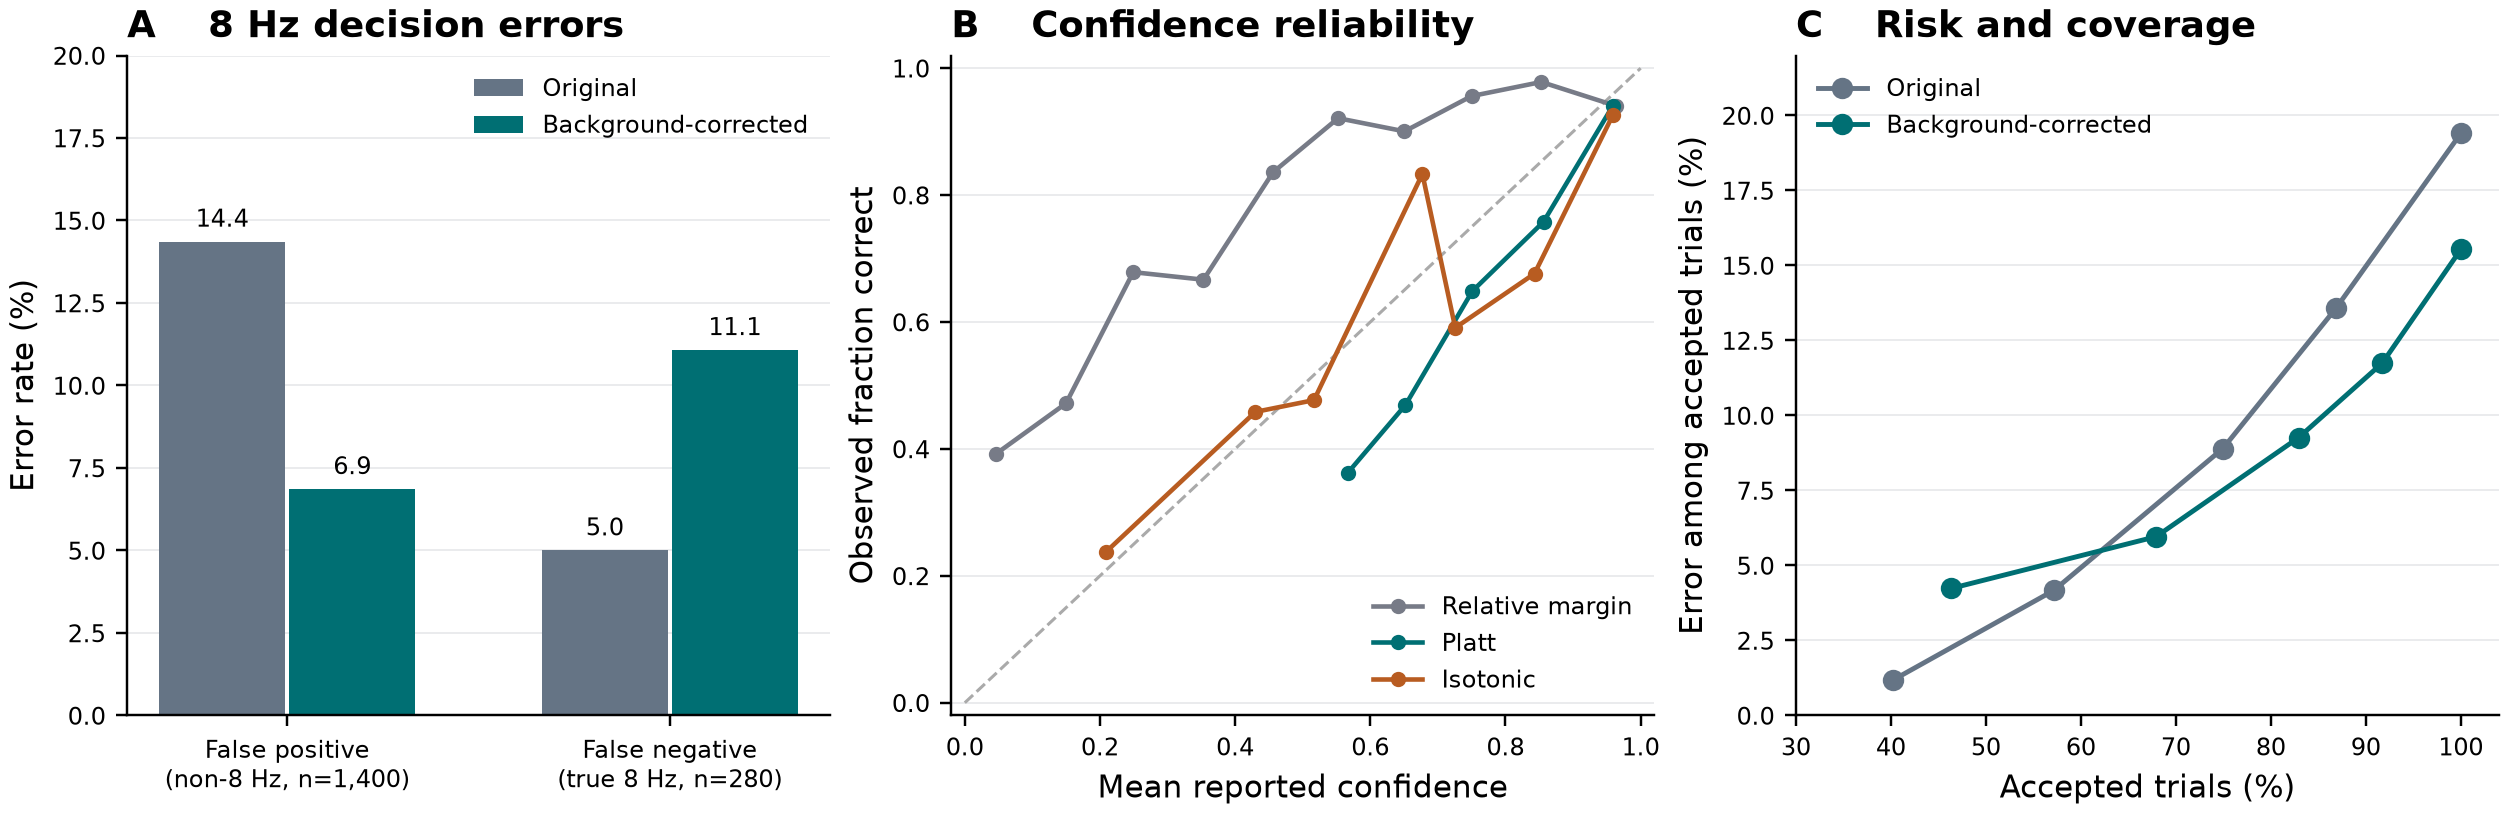 A 8 Hz decision errors
Error rate (%)
20.0
17.5
15.0
12.5
10.0
7.5
5.0
2.5
0.0
Original
Background-corrected
14.4
6.9
5.0
11.1
False positive
(non-8 Hz, n=1,400)
False negative
(true 8 Hz, n=280)
B Confidence reliability
Observed fraction correct
1.0
0.8
0.6
0.4
0.2
0.0
Relative margin
Platt
Isotonic
0.0 0.2 0.4 0.6 0.8 1.0
Mean reported confidence
C Risk and coverage
Error among accepted trials (%)
20.0
17.5
15.0
12.5
10.0
7.5
5.0
2.5
0.0
Original
Background-corrected
30 40 50 60 70 80 90 100
Accepted trials (%)